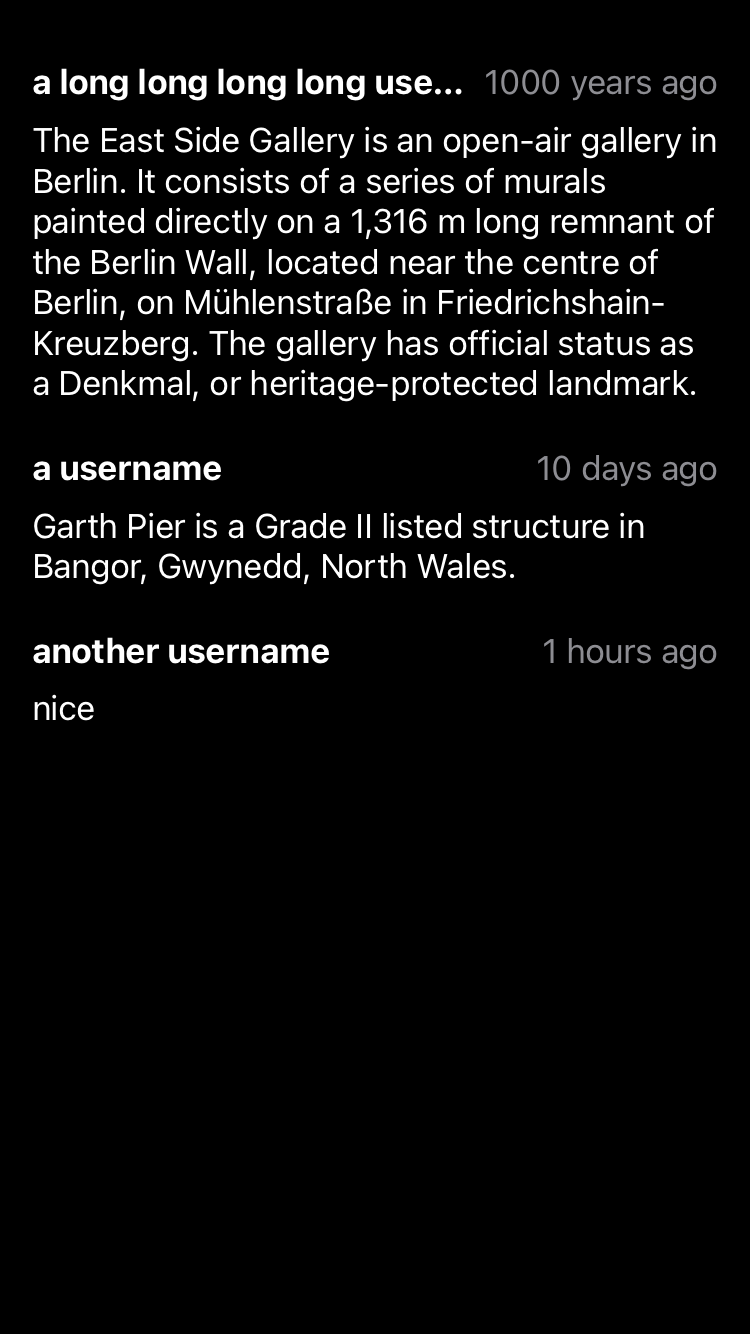 a long long long long use... 1000 years ago
The East Side Gallery is an open-air gallery in
Berlin. It consists of a series of murals
painted directly on a 1,316 m long remnant of
the Berlin Wall, located near the centre of
Berlin, on Mühlenstraße in Friedrichshain-
Kreuzberg. The gallery has official status as
a Denkmal, or heritage-protected landmark.
a username 10 days ago
Garth Pier is a Grade II listed structure in
Bangor, Gwynedd, North Wales.
another username 1 hours ago
nice